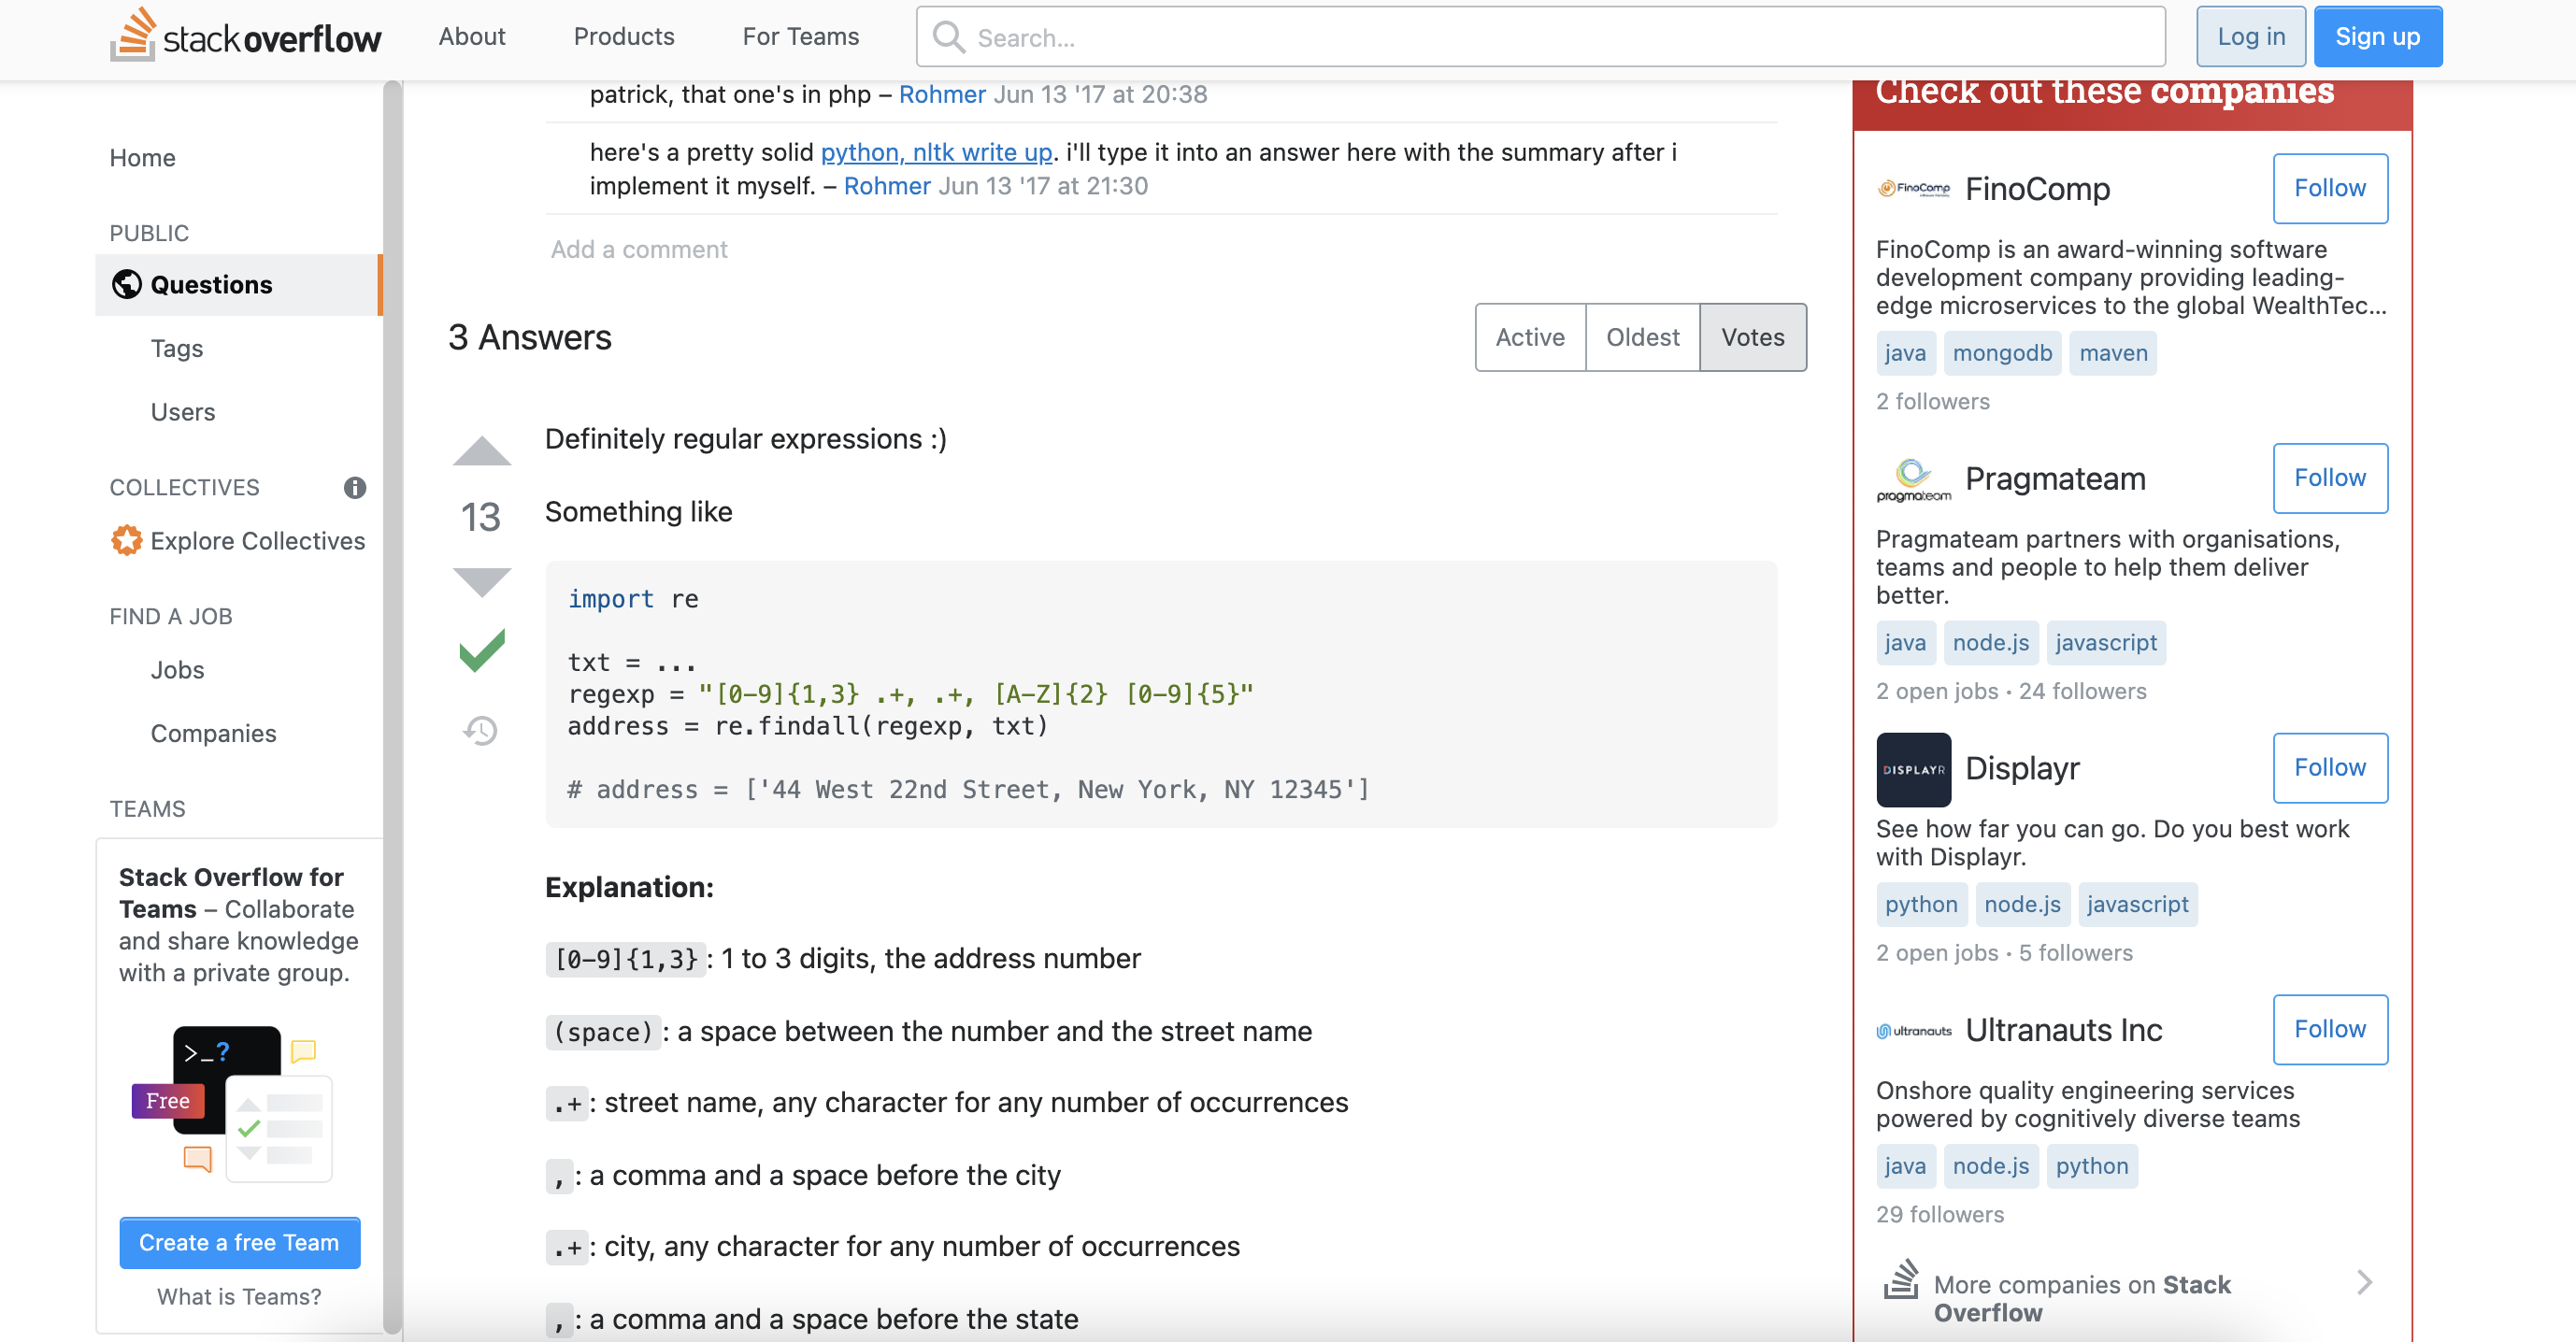 stack overflow
About
Products
For Teams
Search...
Log in
Sign up
Home
PUBLIC
Questions
Tags
Users
COLLECTIVES
Explore Collectives
FIND A JOB
Jobs
Companies
TEAMS
Stack Overflow for
Teams – Collaborate
and share knowledge
with a private group.
>_?
Free
Create a free Team
What is Teams?
patrick, that one's in php – Rohmer Jun 13 '17 at 20:38
here's a pretty solid python, nltk write up. i'll type it into an answer here with the summary after i
implement it myself. – Rohmer Jun 13 '17 at 21:30
Add a comment
3 Answers
Active
Oldest
Votes
13
Definitely regular expressions :)
Something like
import re
txt = ...
regexp = "[0-9]{1,3} .+, .+, [A-Z]{2} [0-9]{5}"
address = re.findall(regexp, txt)
# address = ['44 West 22nd Street, New York, NY 12345']
Explanation:
[0-9]{1,3}: 1 to 3 digits, the address number
(space): a space between the number and the street name
.+: street name, any character for any number of occurrences
,: a comma and a space before the city
.+: city, any character for any number of occurrences
,: a comma and a space before the state
Check out these companies
FinoComp
FinoComp
Follow
FinoComp is an award-winning software
development company providing leading-
edge microservices to the global WealthTec...
java mongodb maven
2 followers
pragmateam
Pragmateam
Follow
Pragmateam partners with organisations,
teams and people to help them deliver
better.
java node.js javascript
2 open jobs • 24 followers
DISPLAYR
Displayr
Follow
See how far you can go. Do you best work
with Displayr.
python node.js javascript
2 open jobs • 5 followers
ultranauts
Ultranauts Inc
Follow
Onshore quality engineering services
powered by cognitively diverse teams
java node.js python
29 followers
More companies on Stack
Overflow